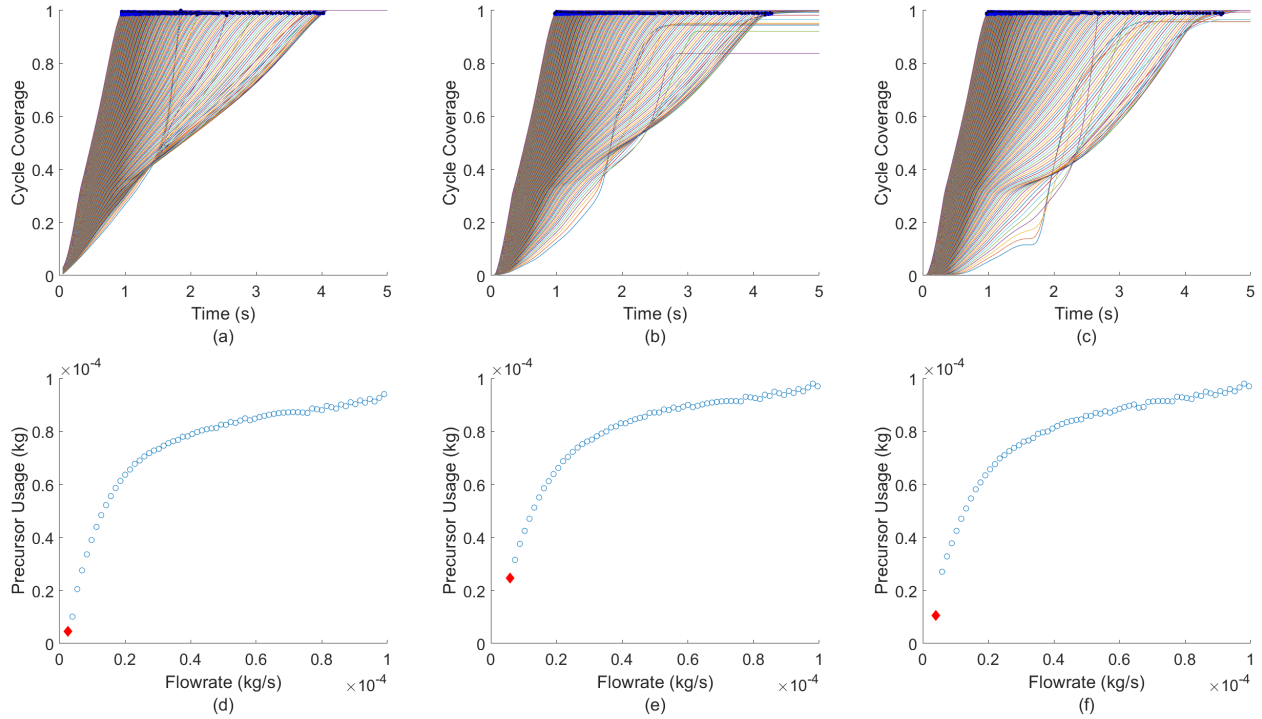 1
0.8
0.6
0.4
0.2
0
Cycle Coverage
0 1 2 3 4 5
Time (s)
(a)
1
0.8
0.6
0.4
0.2
0
Cycle Coverage
0 1 2 3 4 5
Time (s)
(b)
1
0.8
0.6
0.4
0.2
0
Cycle Coverage
0 1 2 3 4 5
Time (s)
(c)
×10-4
1
0.8
0.6
0.4
0.2
0
Precursor Usage (kg)
0 0.2 0.4 0.6 0.8 1
Flowrate (kg/s) ×10-4
(d)
×10-4
1
0.8
0.6
0.4
0.2
0
Precursor Usage (kg)
0 0.2 0.4 0.6 0.8 1
Flowrate (kg/s) ×10-4
(e)
×10-4
1
0.8
0.6
0.4
0.2
0
Precursor Usage (kg)
0 0.2 0.4 0.6 0.8 1
Flowrate (kg/s) ×10-4
(f)